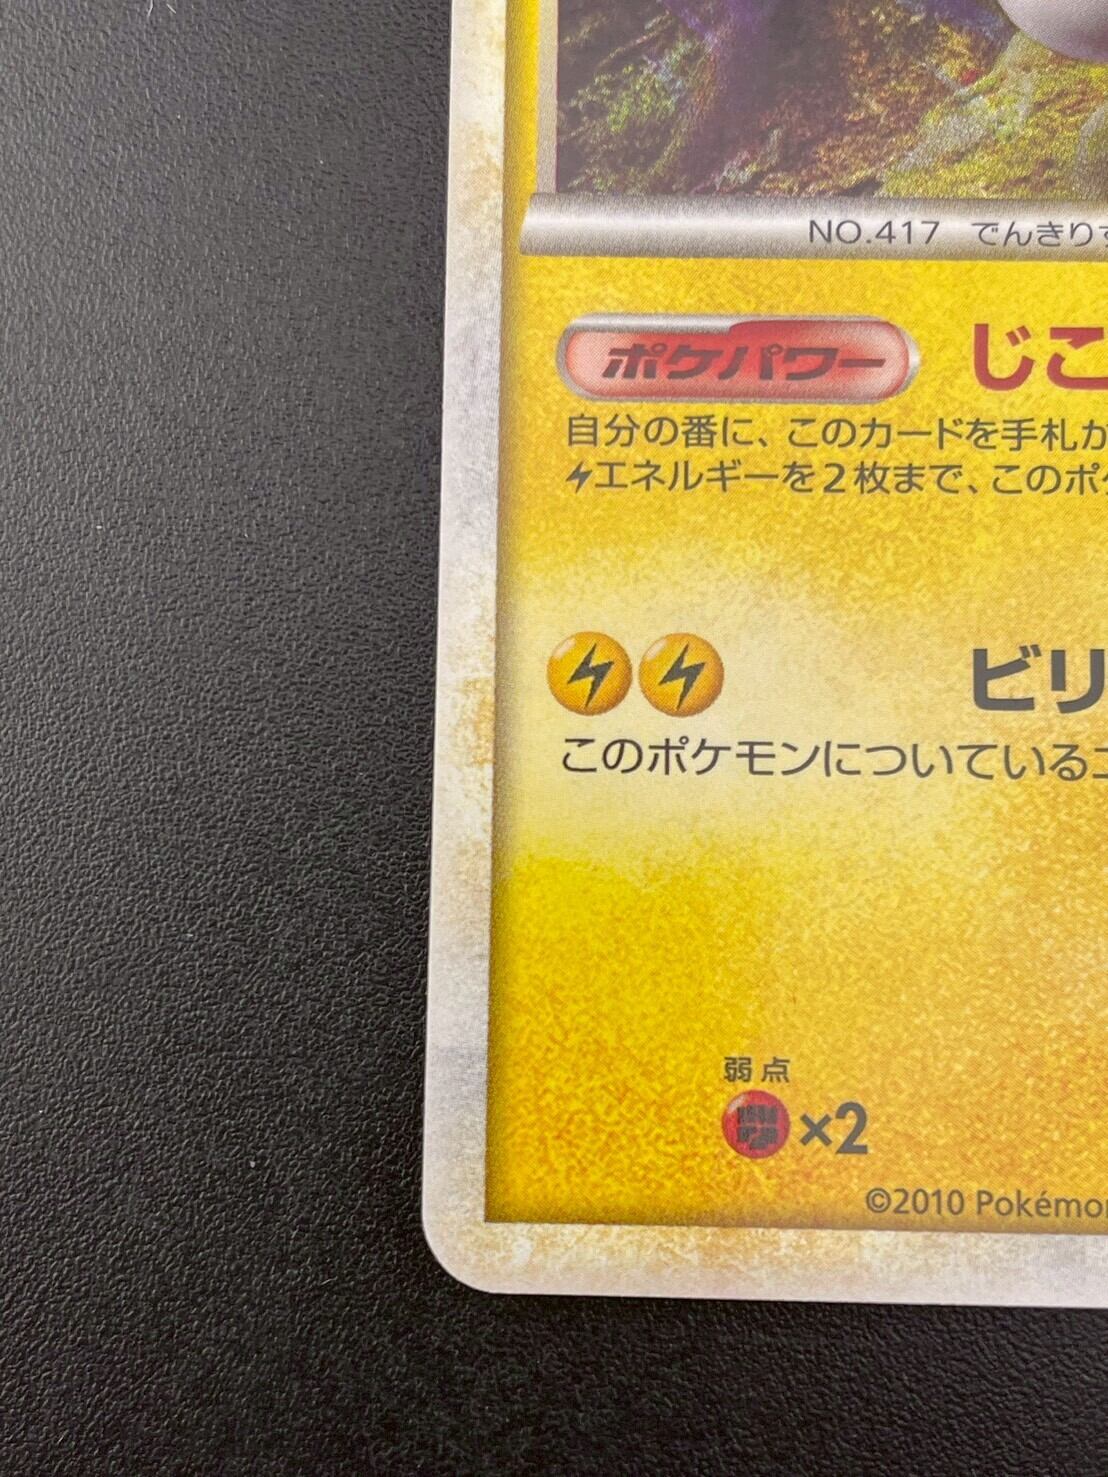 NO.417 でんきりす
ポケパワー じこ
自分の番に、このカードを手札か
エネルギーを2枚まで、このポケ
ビリ
このポケモンについているエ
弱点
×2
©2010 Pokémon